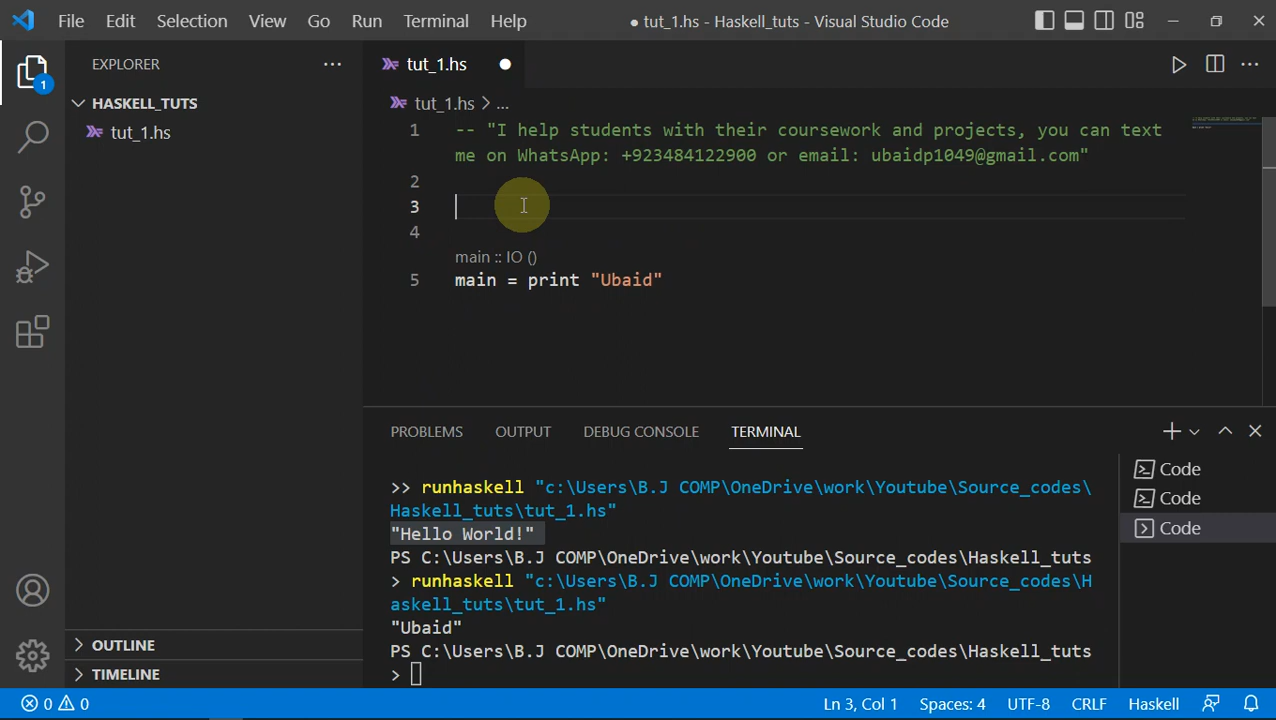 File Edit Selection View Go Run Terminal Help ● tut_1.hs - Haskell_tuts - Visual Studio Code
EXPLORER ...
tut_1.hs
HASKELL_TUTS
tut_1.hs
1
tut_1.hs > ...
1 -- "I help students with their coursework and projects, you can text
me on WhatsApp: +923484122900 or email: ubaidp1049@gmail.com"
2
3
4
main :: IO ()
5 main = print "Ubaid"
PROBLEMS OUTPUT DEBUG CONSOLE TERMINAL
>> runhaskell "c:\Users\B.J COMP\OneDrive\work\Youtube\Source_codes\
Haskell_tuts\tut_1.hs"
"Hello World!"
PS C:\Users\B.J COMP\OneDrive\work\Youtube\Source_codes\Haskell_tuts
> runhaskell "c:\Users\B.J COMP\OneDrive\work\Youtube\Source_codes\H
askell_tuts\tut_1.hs"
"Ubaid"
PS C:\Users\B.J COMP\OneDrive\work\Youtube\Source_codes\Haskell_tuts
>
Code
Code
Code
OUTLINE
TIMELINE
0 0 Ln 3, Col 1 Spaces: 4 UTF-8 CRLF Haskell